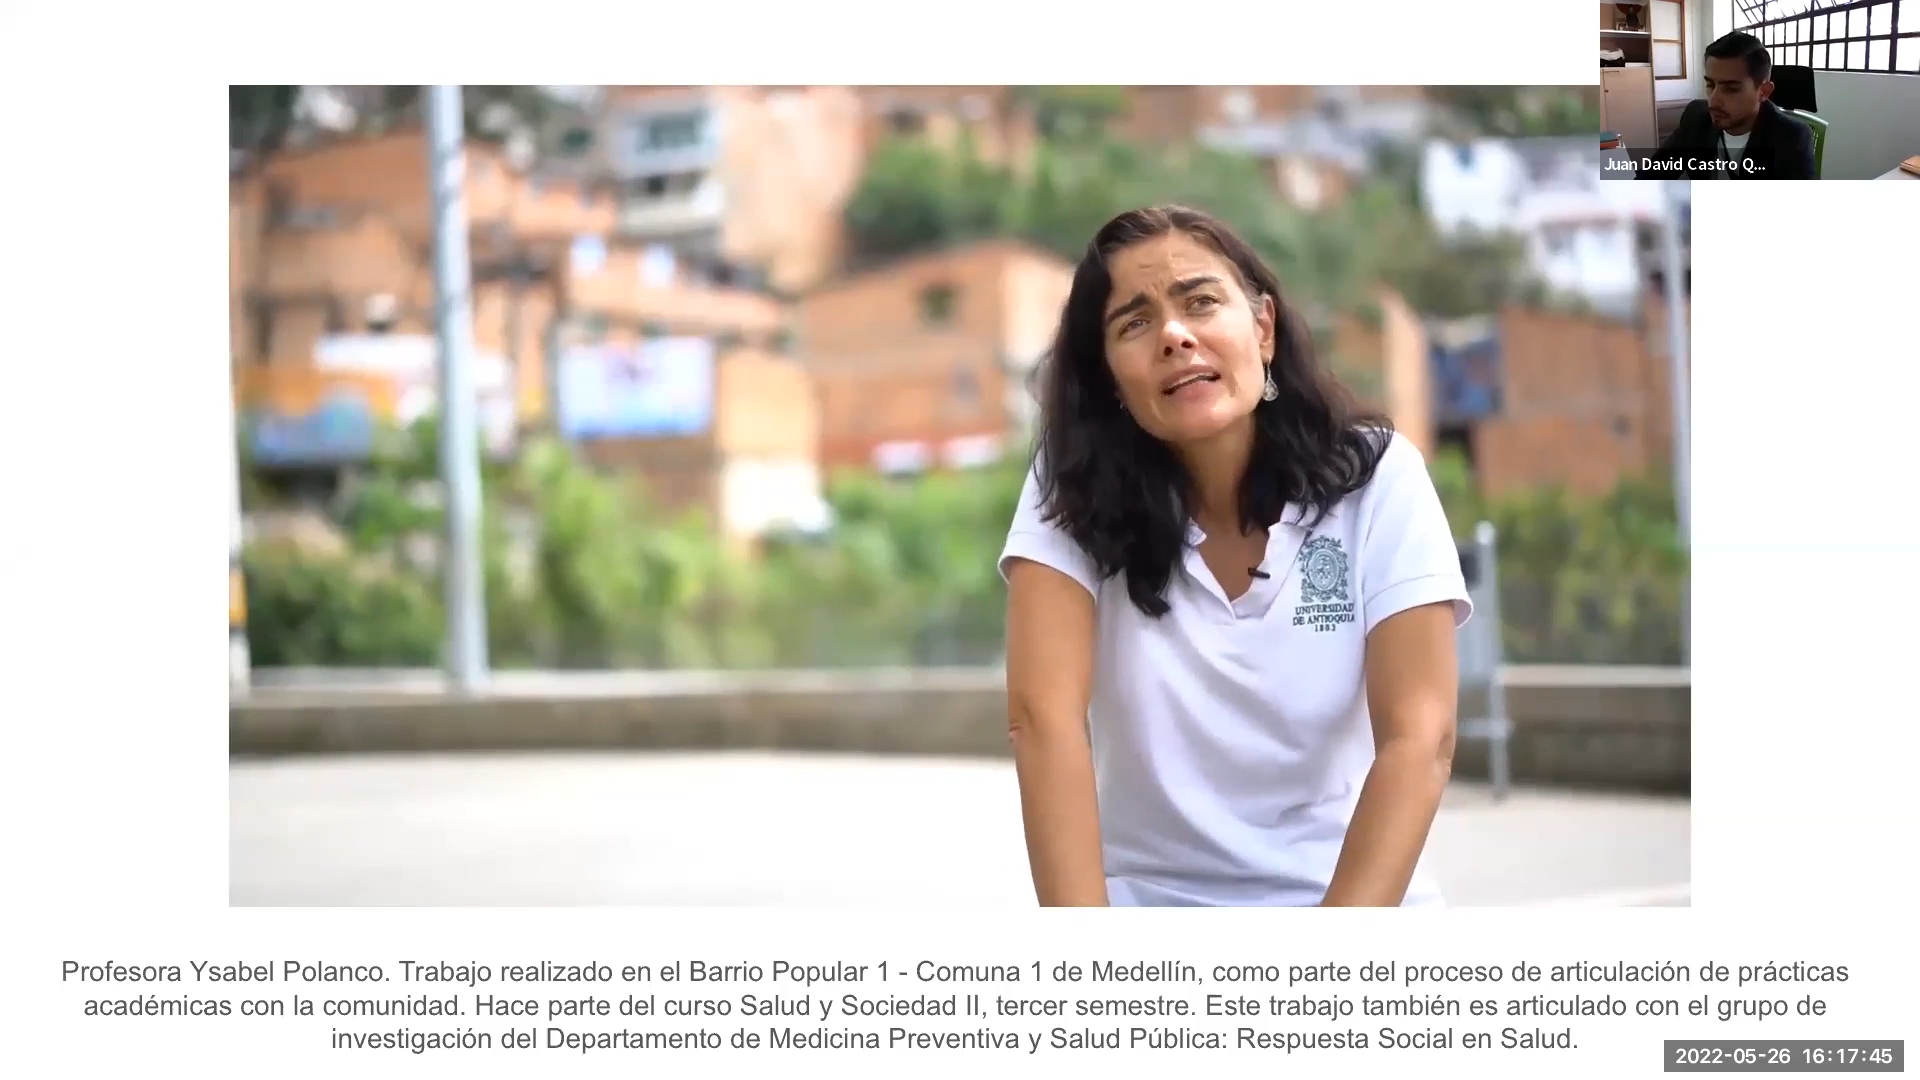 Juan David Castro Q...
UNIVERSIDAD
DE ANTIOQUIA
1803
Profesora Ysabel Polanco. Trabajo realizado en el Barrio Popular 1 - Comuna 1 de Medellín, como parte del proceso de articulación de prácticas
académicas con la comunidad. Hace parte del curso Salud y Sociedad II, tercer semestre. Este trabajo también es articulado con el grupo de
investigación del Departamento de Medicina Preventiva y Salud Pública: Respuesta Social en Salud.
2022-05-26 16:17:45